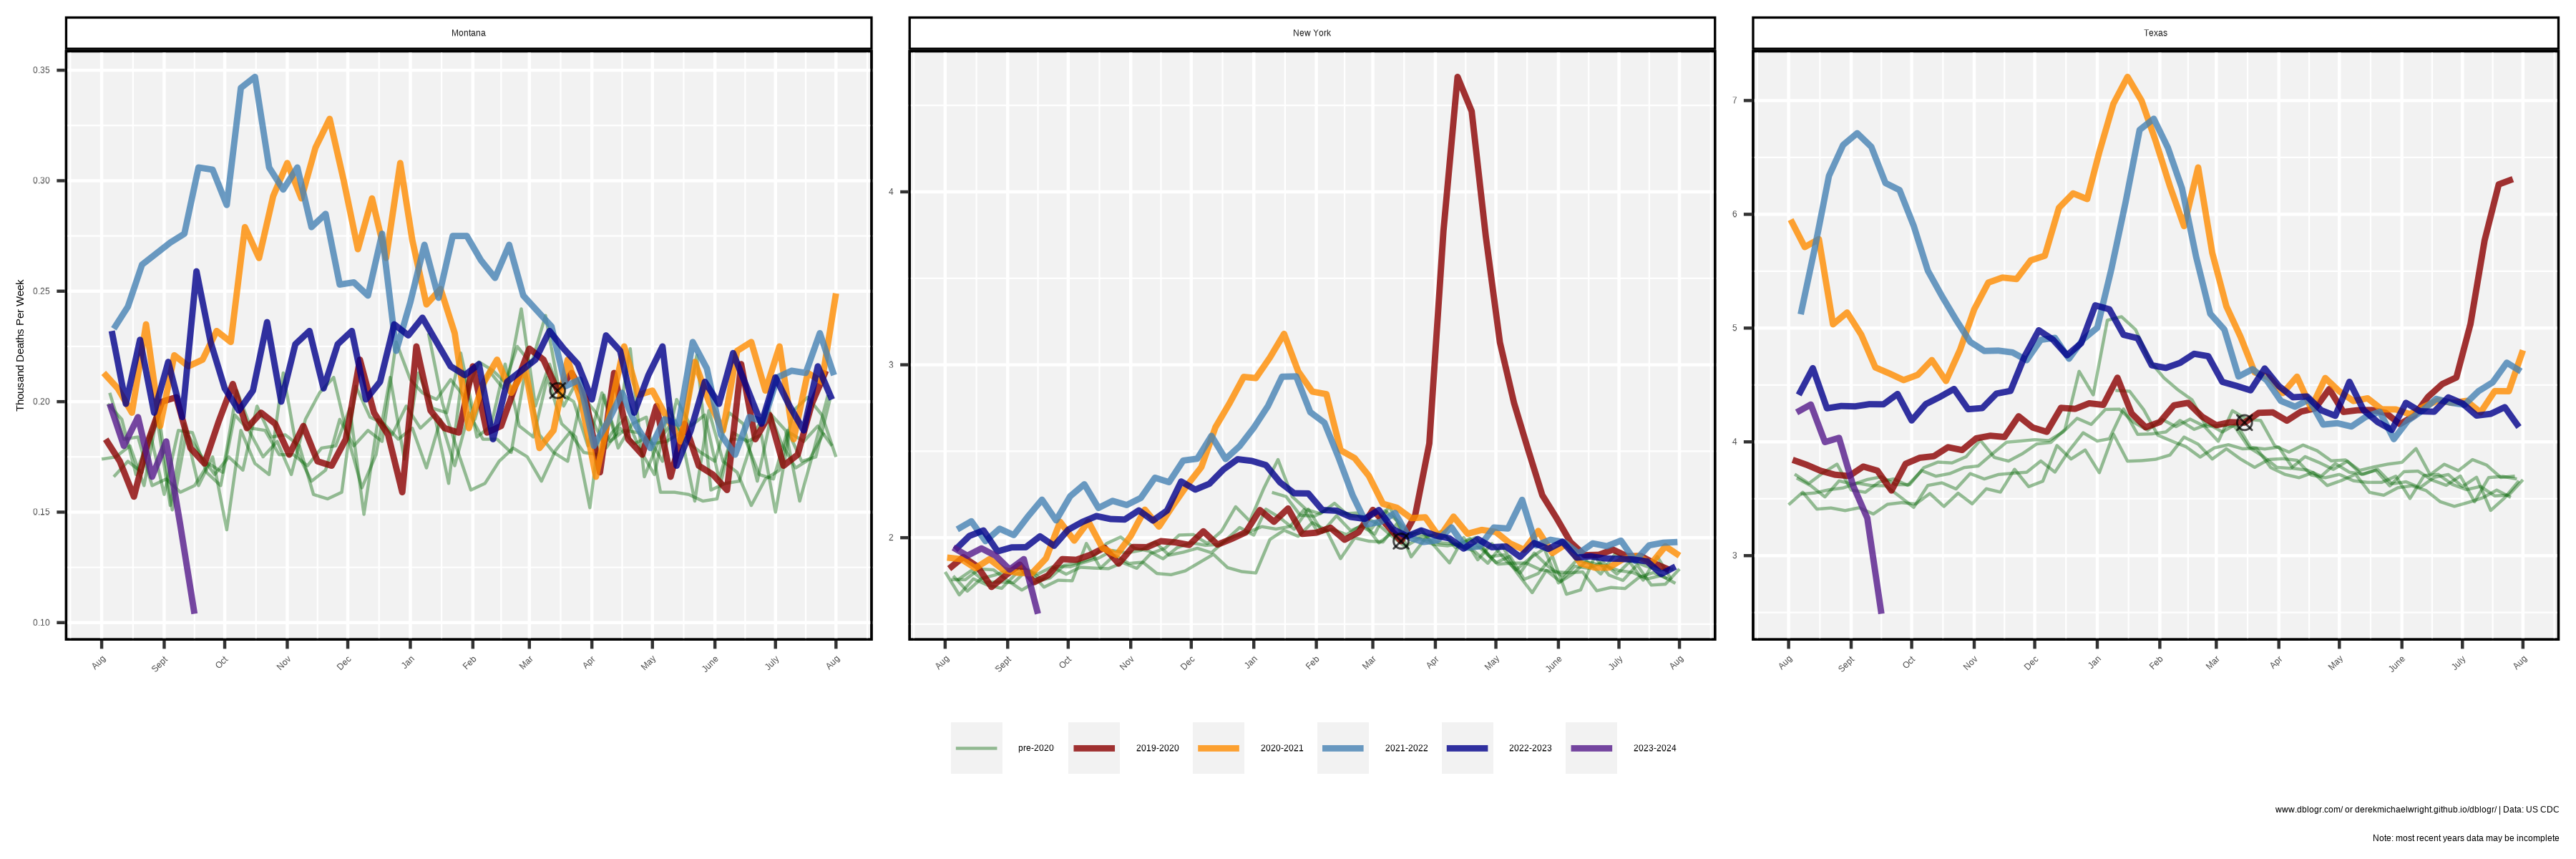 Montana
New York
Texas
Thousand Deaths Per Week
0.35
0.30
0.25
0.20
0.15
0.10
Aug Sept Oct Nov Dec Jan Feb Mar Apr May June July Aug
4
3
2
Aug Sept Oct Nov Dec Jan Feb Mar Apr May June July Aug
7
6
5
4
3
Aug Sept Oct Nov Dec Jan Feb Mar Apr May June July Aug
pre-2020 2019-2020 2020-2021 2021-2022 2022-2023 2023-2024
www.dblogr.com/ or derekmichaelwright.github.io/dblogr/ | Data: US CDC
Note: most recent years data may be incomplete